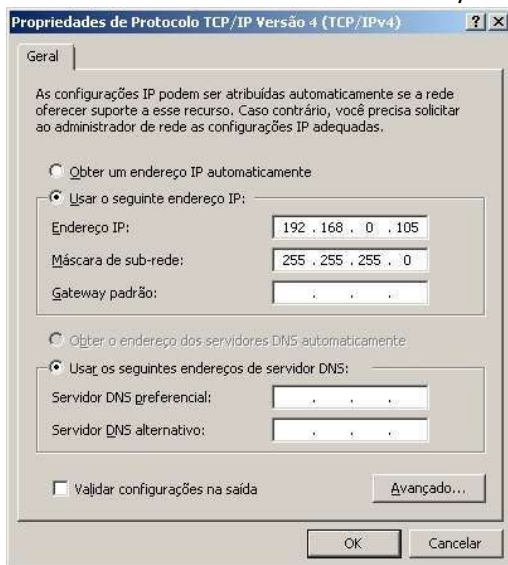 Propriedades de Protocolo TCP/IP Versão 4 (TCP/IPv4)
Geral
As configurações IP podem ser atribuídas automaticamente se a rede
oferecer suporte a esse recurso. Caso contrário, você precisa solicitar
ao administrador de rede as configurações IP adequadas.
Obter um endereço IP automaticamente
Usar o seguinte endereço IP:
Endereço IP: 192 . 168 . 0 . 105
Máscara de sub-rede: 255 . 255 . 255 . 0
Gateway padrão: . . .
Obter o endereço dos servidores DNS automaticamente
Usar os seguintes endereços de servidor DNS:
Servidor DNS preferencial: . . .
Servidor DNS alternativo: . . .
Validar configurações na saída
Avançado...
OK Cancelar